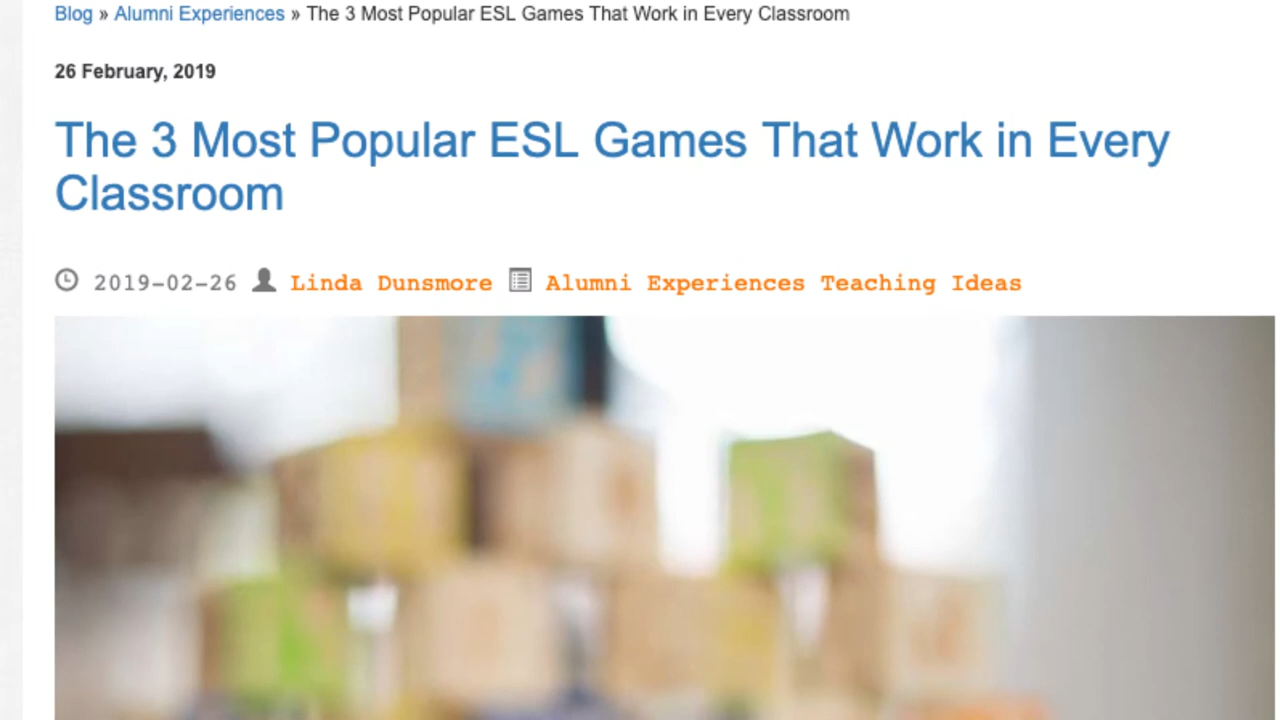 Blog » Alumni Experiences » The 3 Most Popular ESL Games That Work in Every Classroom
26 February, 2019
The 3 Most Popular ESL Games That Work in Every
Classroom
2019-02-26 Linda Dunsmore Alumni Experiences Teaching Ideas